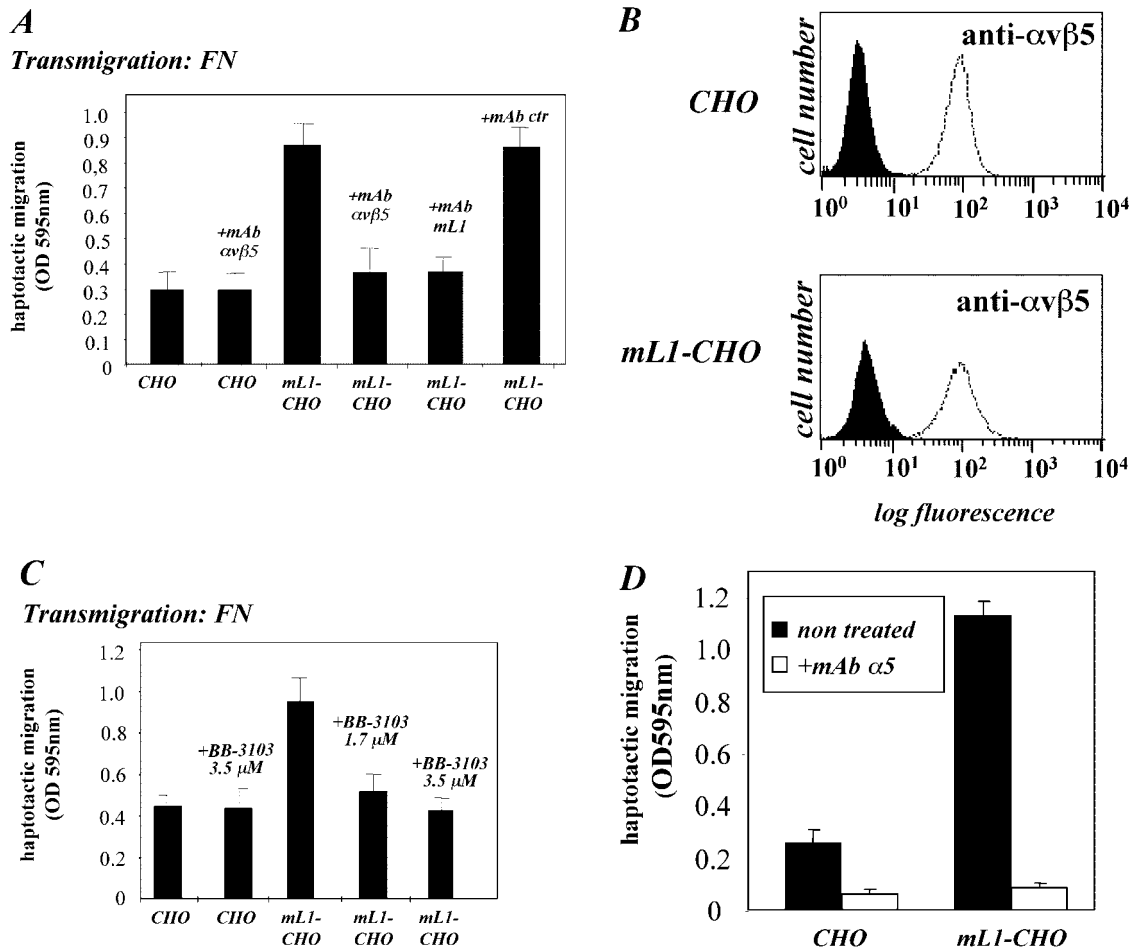 A
Transmigration: FN
haptotactic migration
(OD 595nm)
1.0
0.9
0.8
0.7
0.6
0.5
0.4
0.3
0.2
0.1
0
+mAb
αvβ5
+mAb
αvβ5
+mAb
mL1
+mAb ctr
CHO
CHO
mL1-
CHO
mL1-
CHO
mL1-
CHO
mL1-
CHO
B
CHO
cell number
anti-αvβ5
10⁰ 10¹ 10² 10³ 10⁴
mL1-CHO
cell number
anti-αvβ5
10⁰ 10¹ 10² 10³ 10⁴
log fluorescence
C
Transmigration: FN
haptotactic migration
(OD 595nm)
1.2
1.0
0.8
0.6
0.4
0.2
0
+BB-3103
3.5 μM
+BB-3103
1.7 μM
+BB-3103
3.5 μM
CHO
CHO
mL1-
CHO
mL1-
CHO
mL1-
CHO
D
haptotactic migration
(OD595nm)
1.2
1.0
0.8
0.6
0.4
0.2
0
non treated
+mAb α5
CHO
mL1-CHO